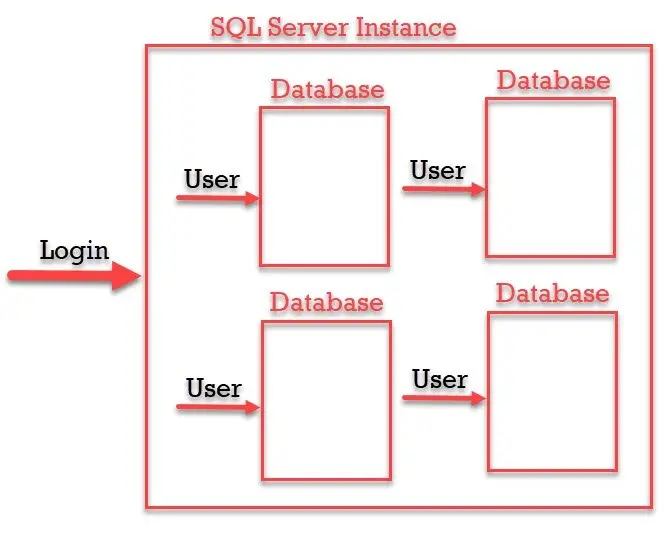 SQL Server Instance
Database
Database
User
User
Login
Database
Database
User
User